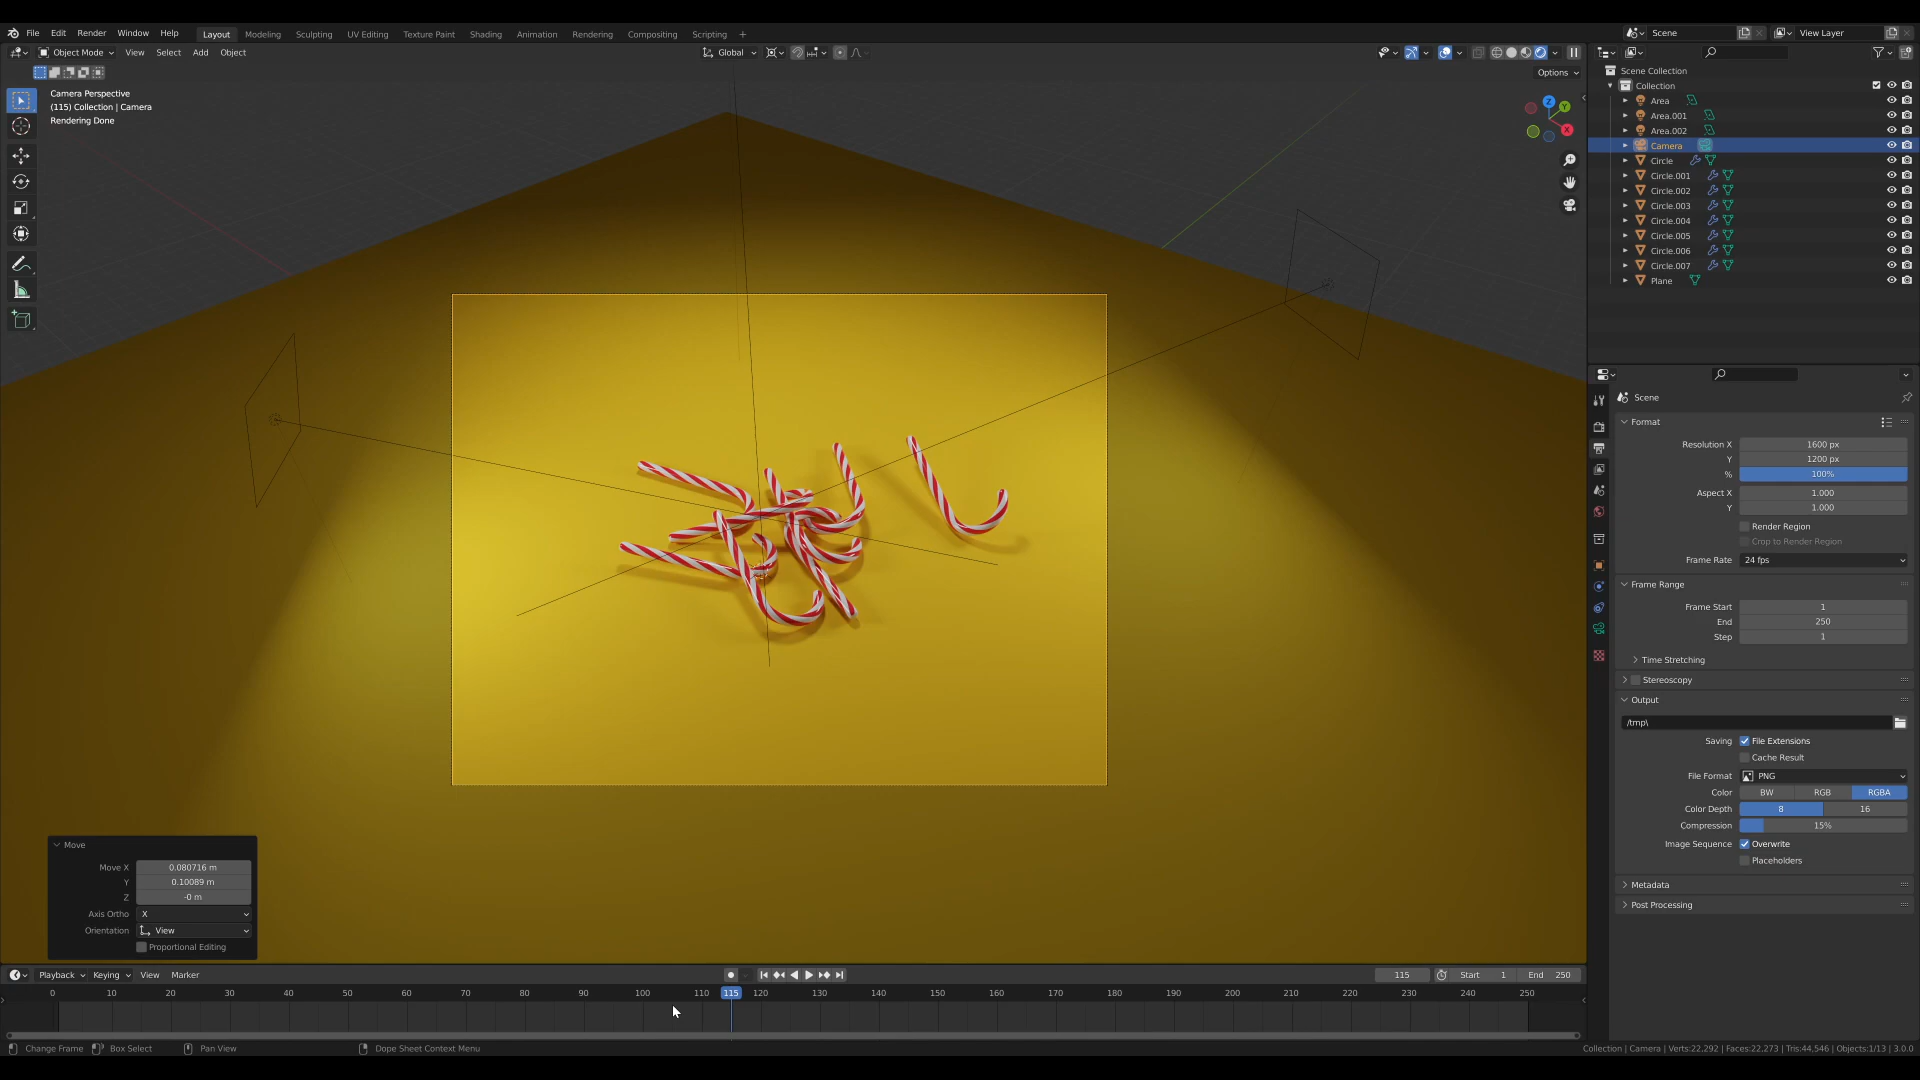 File Edit Render Window Help Layout Modeling Sculpting UV Editing Texture Paint Shading Animation Rendering Compositing Scripting + Scene View Layer
Object Mode View Select Add Object Global
Options
Camera Perspective
(115) Collection | Camera
Rendering Done
Z
Y
X
Scene Collection
Collection
Area
Area.001
Area.002
Camera
Circle
Circle.001
Circle.002
Circle.003
Circle.004
Circle.005
Circle.006
Circle.007
Plane
Scene
Format
Resolution X 1600 px
Y 1200 px
% 100%
Aspect X 1.000
Y 1.000
Render Region
Crop to Render Region
Frame Rate 24 fps
Frame Range
Frame Start 1
End 250
Step 1
Time Stretching
Stereoscopy
Output
/tmp\
Saving File Extensions
Cache Result
File Format PNG
Color BW RGB RGBA
Color Depth 8 16
Compression 15%
Image Sequence Overwrite
Placeholders
Metadata
Post Processing
Move
Move X 0.080716 m
Y 0.10089 m
Z -0 m
Axis Ortho X
Orientation View
Proportional Editing
Playback Keying View Marker 115 Start 1 End 250
0 10 20 30 40 50 60 70 80 90 100 110 115 120 130 140 150 160 170 180 190 200 210 220 230 240 250
Change Frame Box Select Pan View Dope Sheet Context Menu Collection | Camera | Verts:22,292 | Faces:22,273 | Tris:44,546 | Objects:1/13 | 3.0.0